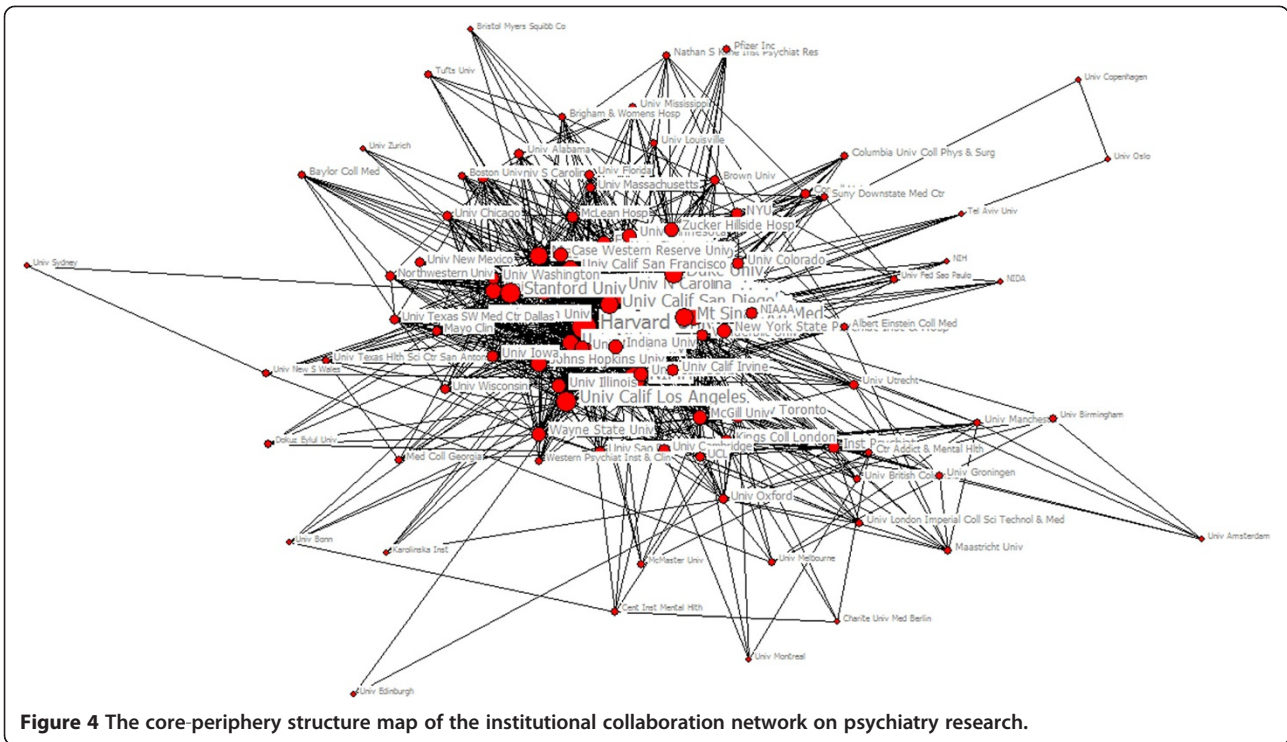 Bristol Myers Squibb Co
Pfizer Inc
Nathan S
Psychiat Res
Tufts Univ
Univ Copenhagen
Univ Mississippi
Brigham & Womens Hosp
Univ Louisville
Univ Zurich
Univ Alabama
Columbia Univ Coll Phys & Surg
Univ Oslo
Baylor Coll Med
Boston Univ
niv S Carolin
Univ Florida
Univ Massachusetts
Brown Univ
Suny Downstate Med Ctr
Univ Chicago
McLean Hosp
NYU
Tel Aviv Univ
Zucker Hillside Hosp
Case Western Reserve Univ
Univ New Mexico
Univ Calif San Francisco
Univ Colorado
NIH
Univ Sydney
Northwestern Univ
Univ Washington
Univ Fed Sao Paulo
NIDA
Stanford Univ
Univ N Carolina
Univ Calif San Diego
Univ Texas SW Med Ctr Dallas
Univ
Harvard
Mt Sin
Med
NIAAA
Mayo Clin
New York State
Albert Einstein Coll Med
Indiana Univ
Univ Texas Hlth Sci Ctr San Anton
Univ Iowa
Johns Hopkins Univ
Univ Calif Irvine
Univ New S Wales
Univ Wisconsin
Univ Illinois
Univ Utrecht
Univ Calif Los Angeles
McGill Univ
Toronto
Univ Manchest
Univ Birmingham
Wayne State Univ
Kings Coll London
Inst Psychiat
Dokuz Eylul Univ
Univ San
Univ Cambridge
UCL
Ctr Addict & Mental Hlth
Med Coll Georgia
Western Psychiat Inst & Clin
Univ British Col
Univ Groningen
Univ Oxford
Univ London Imperial Coll Sci Technol & Med
Univ Bonn
Karolinska Inst
Maastricht Univ
Univ Amsterdam
McMaster Univ
Univ Melbourne
Cent Inst Mental Hlth
Charite Univ Med Berlin
Univ Montreal
Univ Edinburgh
Figure 4 The core-periphery structure map of the institutional collaboration network on psychiatry research.